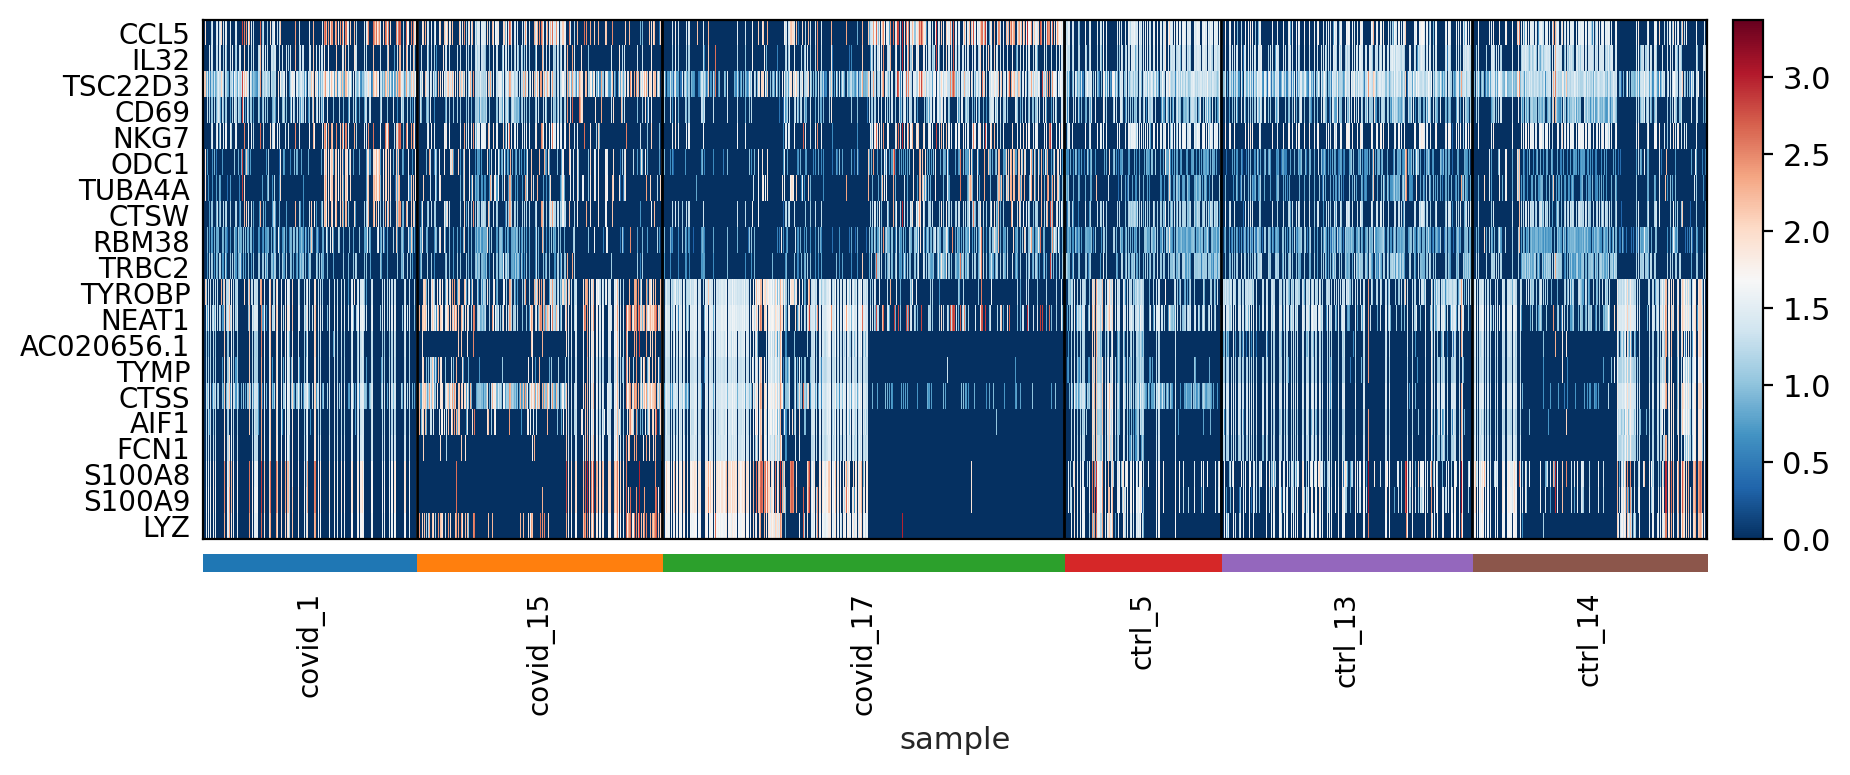 CCL5
IL32
TSC22D3
CD69
NKG7
ODC1
TUBA4A
CTSW
RBM38
TRBC2
TYROBP
NEAT1
AC020656.1
TYMP
CTSS
AIF1
FCN1
S100A8
S100A9
LYZ
3.0
2.5
2.0
1.5
1.0
0.5
0.0
covid_1
covid_15
covid_17
ctrl_5
ctrl_13
ctrl_14
sample